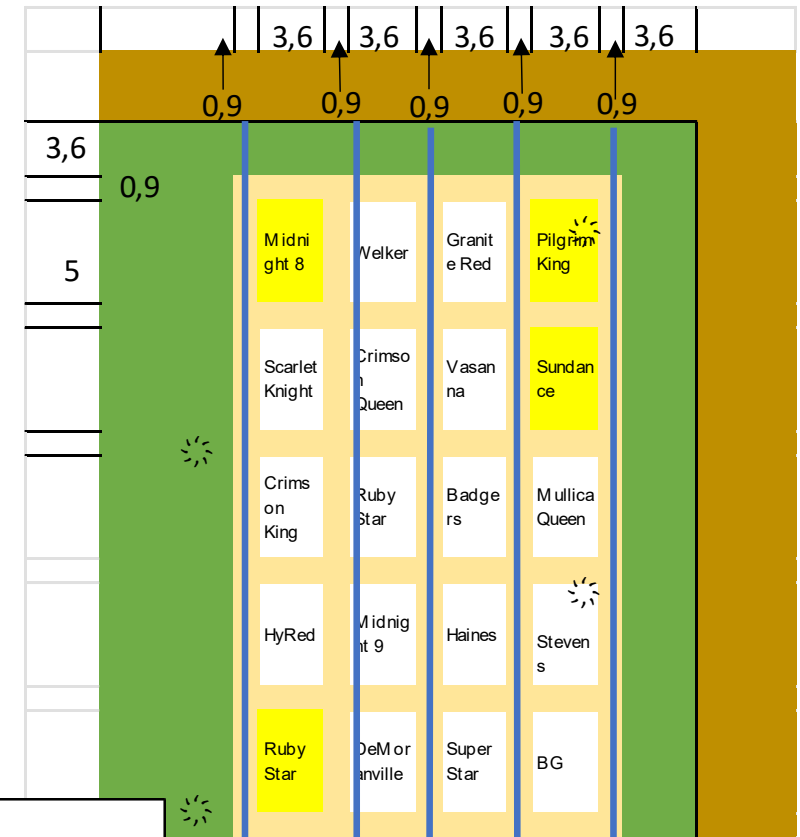 3,6 3,6 3,6 3,6 3,6
0,9 0,9 0,9 0,9 0,9
3,6
0,9
5
Midni
ght 8
Welker
Granit
e Red
Pilgrim
King
Scarlet
Knight
Crimso
n
Queen
Vasan
na
Sundan
ce
Crims
on
King
Ruby
Star
Badge
rs
Mullica
Queen
HyRed
Midnig
ht 9
Haines
Steven
s
Ruby
Star
DeMor
anville
Super
Star
BG